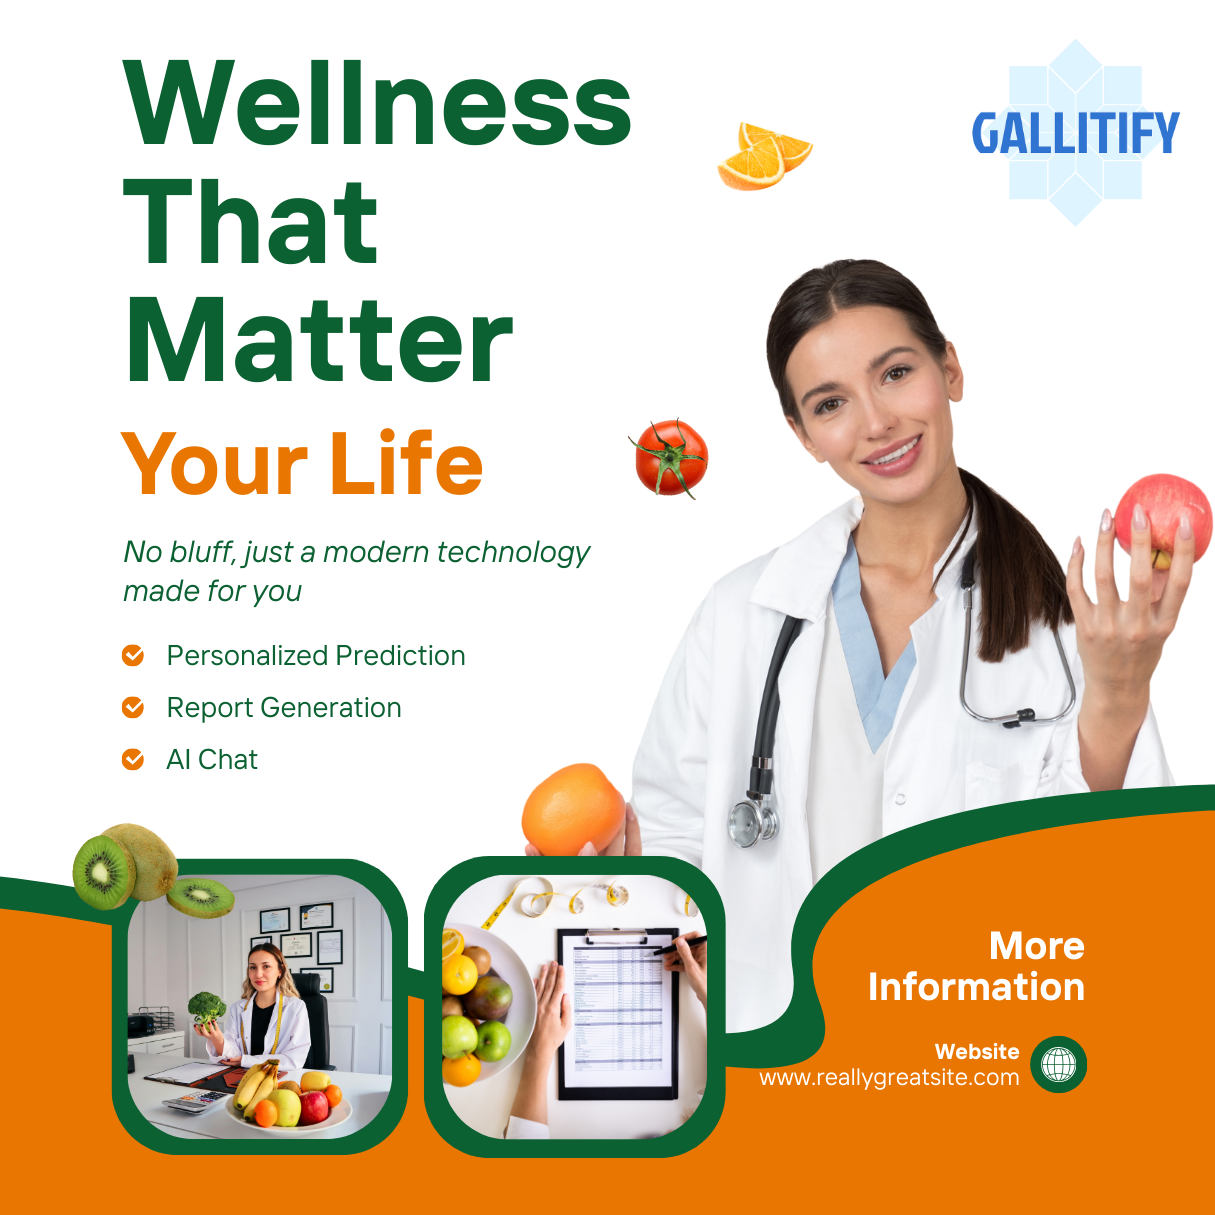 Wellness
That
Matter
Your Life
GALLITIFY
No bluff, just a modern technology
made for you
Personalized Prediction
Report Generation
AI Chat
More
Information
Website
www.reallygreatsite.com